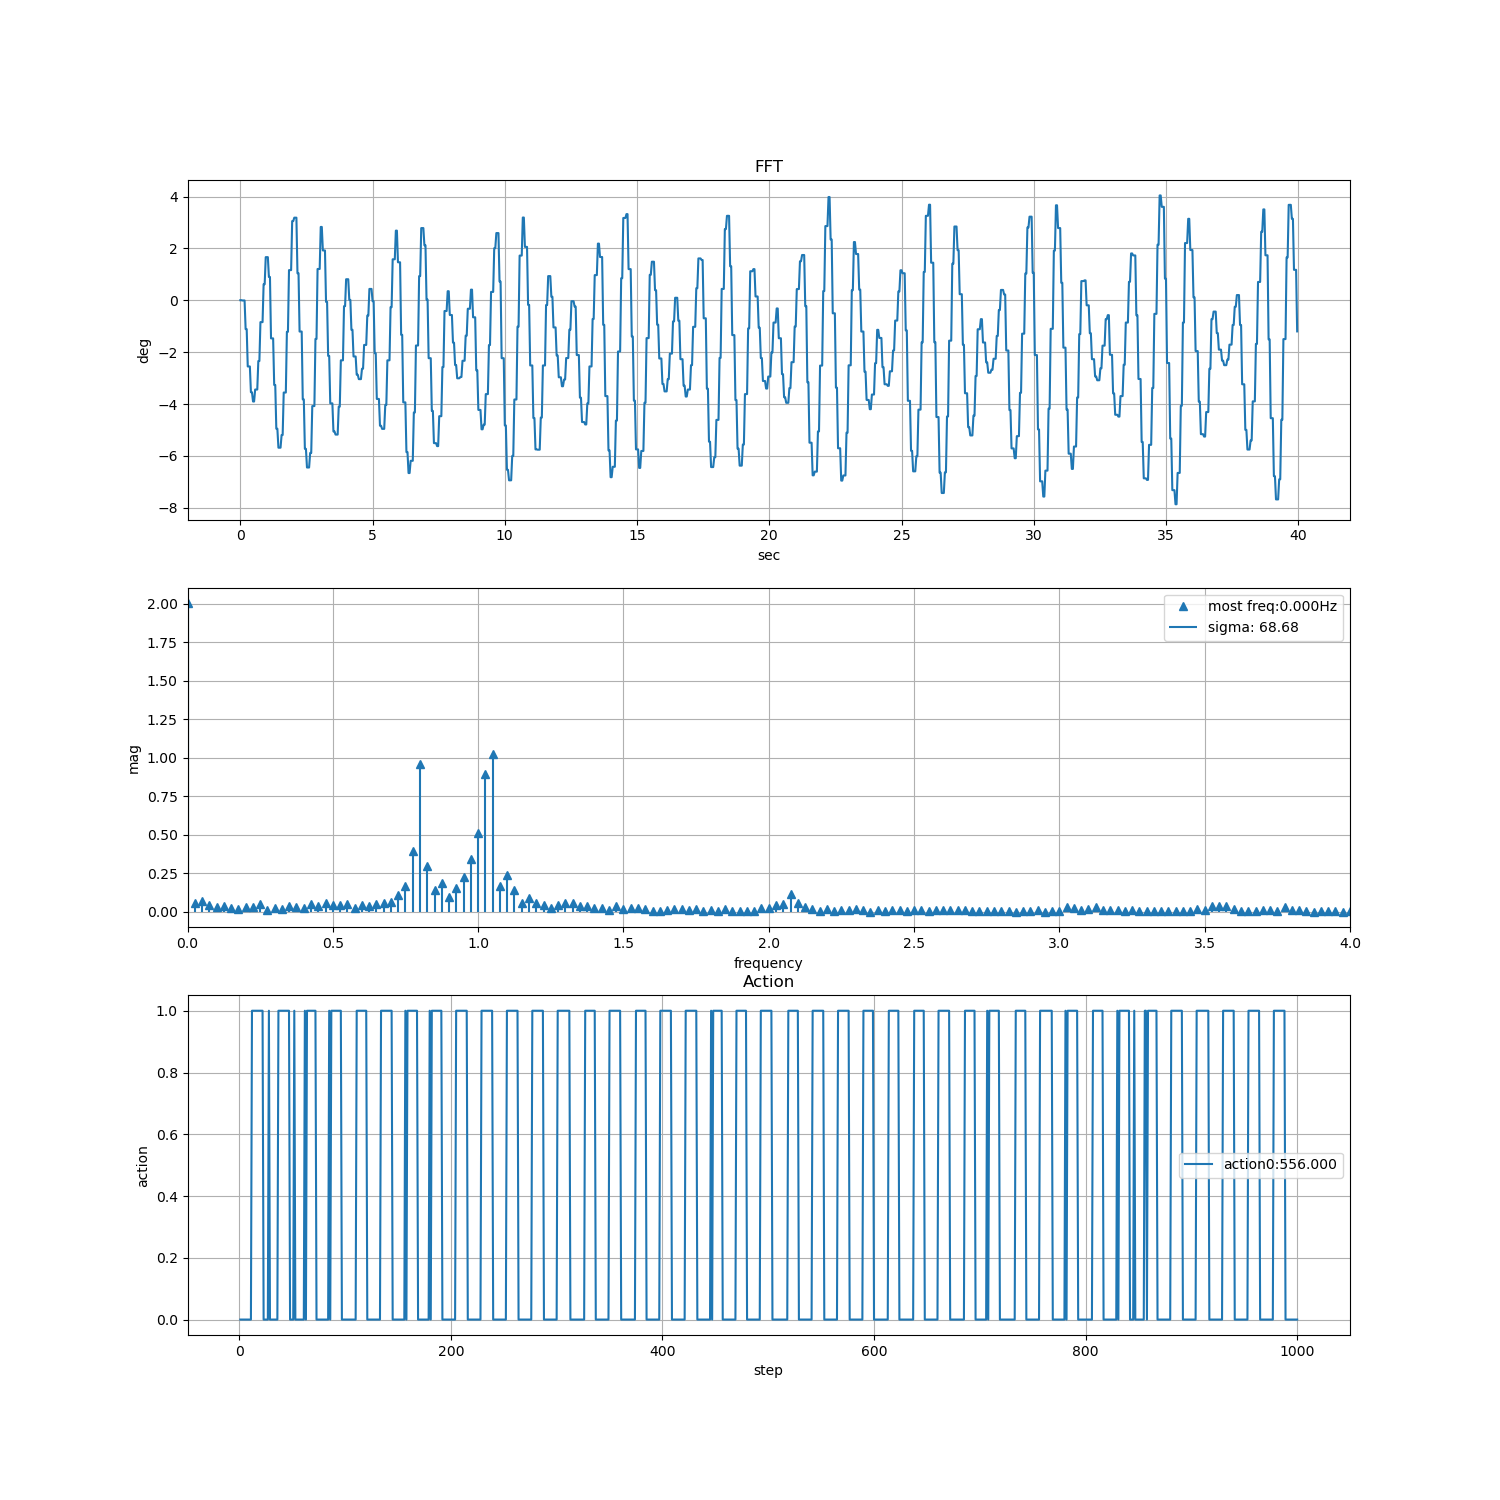 FFT
4
2
0
−2
−4
−6
−8
deg
0 5 10 15 20 25 30 35 40
sec
2.00
1.75
1.50
1.25
1.00
0.75
0.50
0.25
0.00
mag
most freq:0.000Hz
sigma: 68.68
0.0 0.5 1.0 1.5 2.0 2.5 3.0 3.5 4.0
frequency
Action
1.0
0.8
0.6
0.4
0.2
0.0
action
action0:556.000
0 200 400 600 800 1000
step